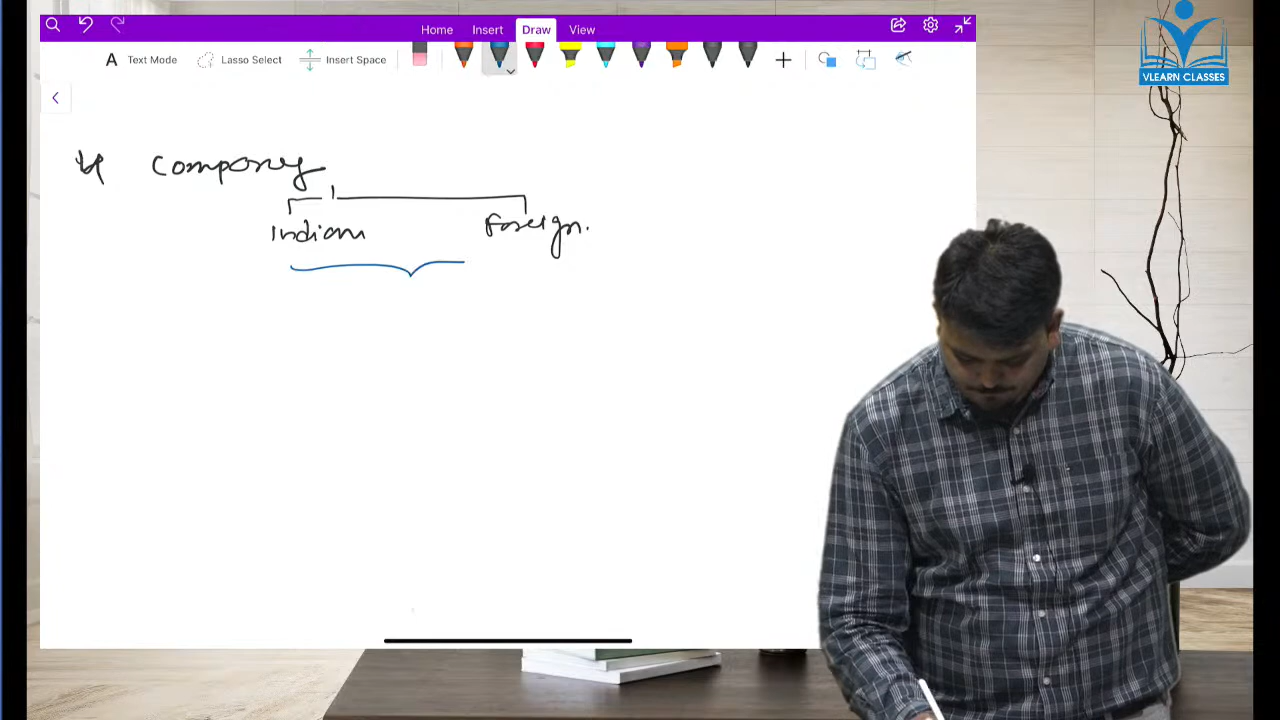 Home Insert Draw View
VLEARN CLASSES
A Text Mode Lasso Select Insert Space
Company
Indian Foreign.